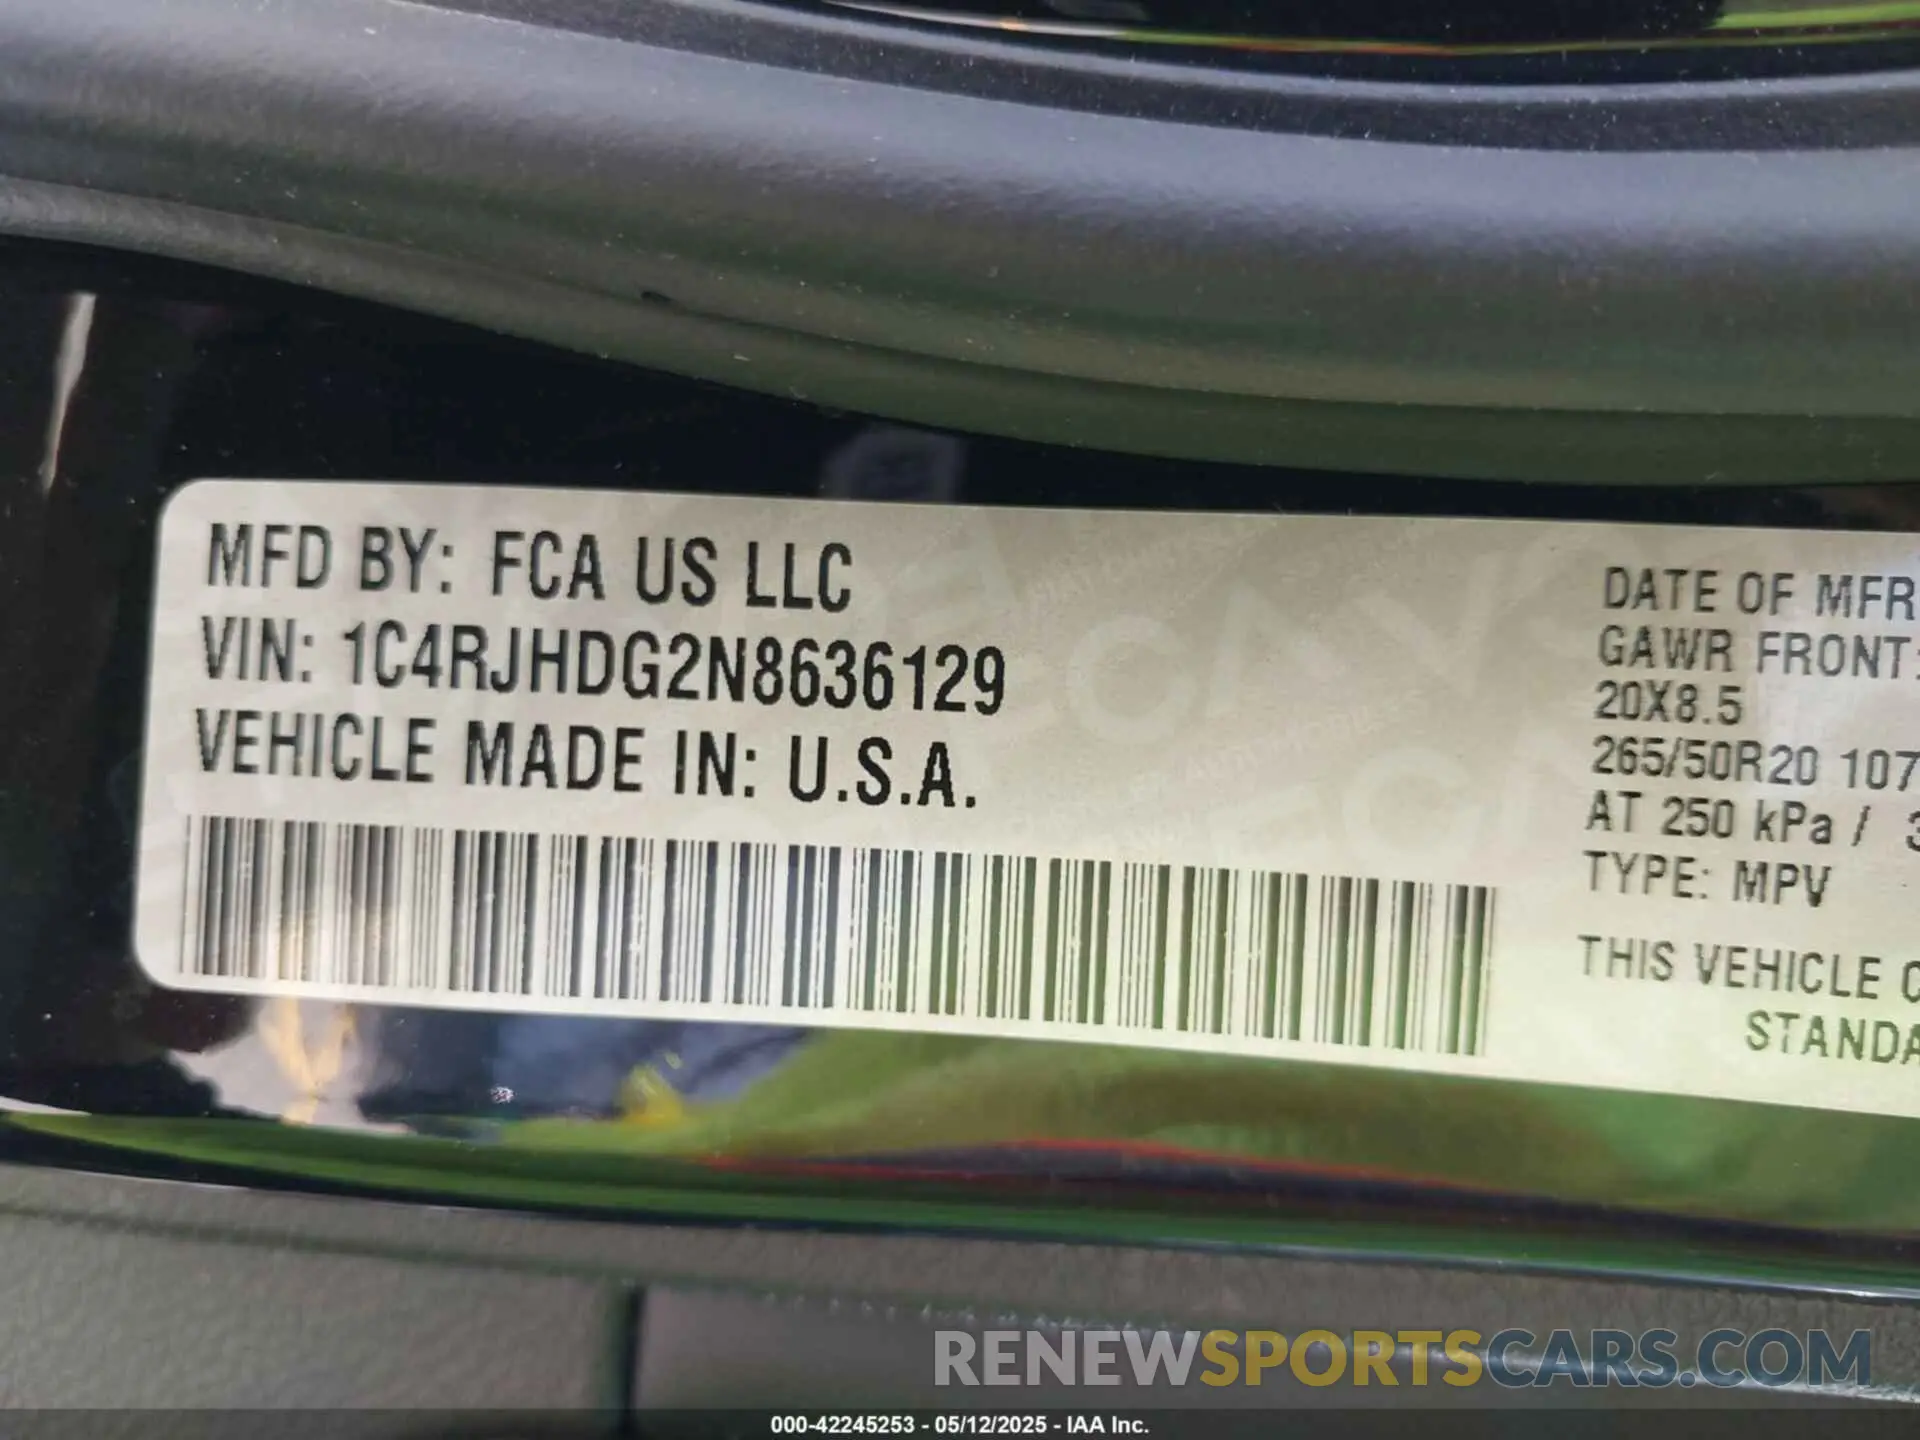 MFD BY: FCA US LLC
VIN: 1C4RJHDG2N8636129
VEHICLE MADE IN: U.S.A.
DATE OF MFR
GAWR FRONT:
20X8.5
265/50R20 107
AT 250 kPa / 3
TYPE: MPV
THIS VEHICLE C
STANDA
RENEWSPORTSCARS.COM
000-42245253 - 05/12/2025 - IAA Inc.